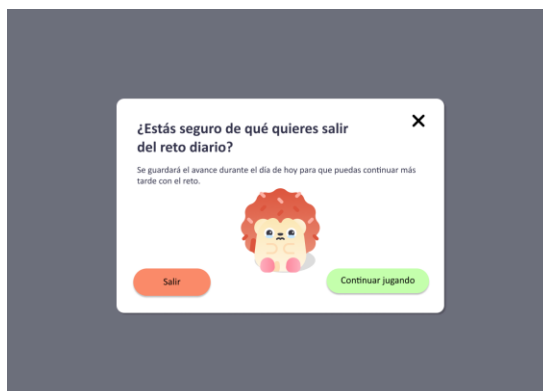 ¿Estás seguro de qué quieres salir
del reto diario?
Se guardará el avance durante el día de hoy para que puedas continuar más
tarde con el reto.
Salir
Continuar jugando